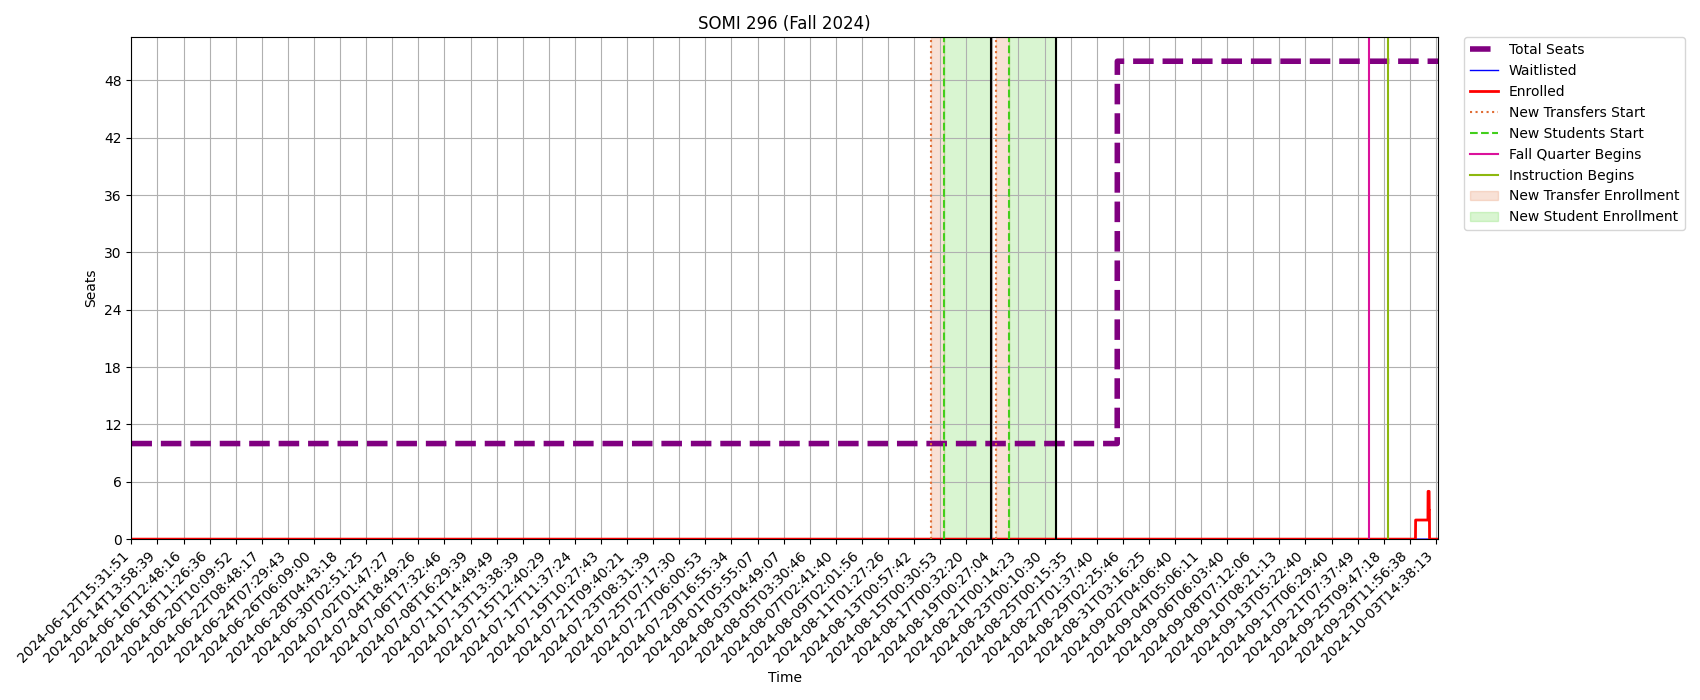 SOMI 296 (Fall 2024)
Seats
48
42
36
30
24
18
12
6
0
2024-06-12T15:31:51
2024-06-14T13:58:39
2024-06-16T12:48:16
2024-06-18T11:26:36
2024-06-20T10:09:52
2024-06-22T08:48:17
2024-06-24T07:29:43
2024-06-26T06:09:00
2024-06-28T04:43:18
2024-06-30T02:51:25
2024-07-02T01:47:27
2024-07-04T18:49:26
2024-07-06T17:32:46
2024-07-08T16:29:39
2024-07-11T14:49:49
2024-07-13T13:38:39
2024-07-15T12:40:29
2024-07-17T11:37:24
2024-07-19T10:27:43
2024-07-21T09:40:21
2024-07-23T08:31:39
2024-07-25T07:17:30
2024-07-27T06:00:53
2024-07-29T16:55:34
2024-08-01T05:55:07
2024-08-03T04:49:07
2024-08-05T03:30:46
2024-08-07T02:41:40
2024-08-09T02:01:56
2024-08-11T01:27:26
2024-08-13T00:57:42
2024-08-15T00:30:53
2024-08-17T00:32:20
2024-08-19T00:27:04
2024-08-21T00:14:23
2024-08-23T00:10:30
2024-08-25T00:15:35
2024-08-27T01:37:40
2024-08-29T02:25:46
2024-08-31T03:16:25
2024-09-02T04:06:40
2024-09-04T05:06:11
2024-09-06T06:03:40
2024-09-08T07:12:06
2024-09-10T08:21:13
2024-09-13T05:22:40
2024-09-17T06:29:40
2024-09-21T07:37:49
2024-09-25T09:47:18
2024-09-29T11:56:38
2024-10-03T14:38:13
Time
Total Seats
Waitlisted
Enrolled
New Transfers Start
New Students Start
Fall Quarter Begins
Instruction Begins
New Transfer Enrollment
New Student Enrollment